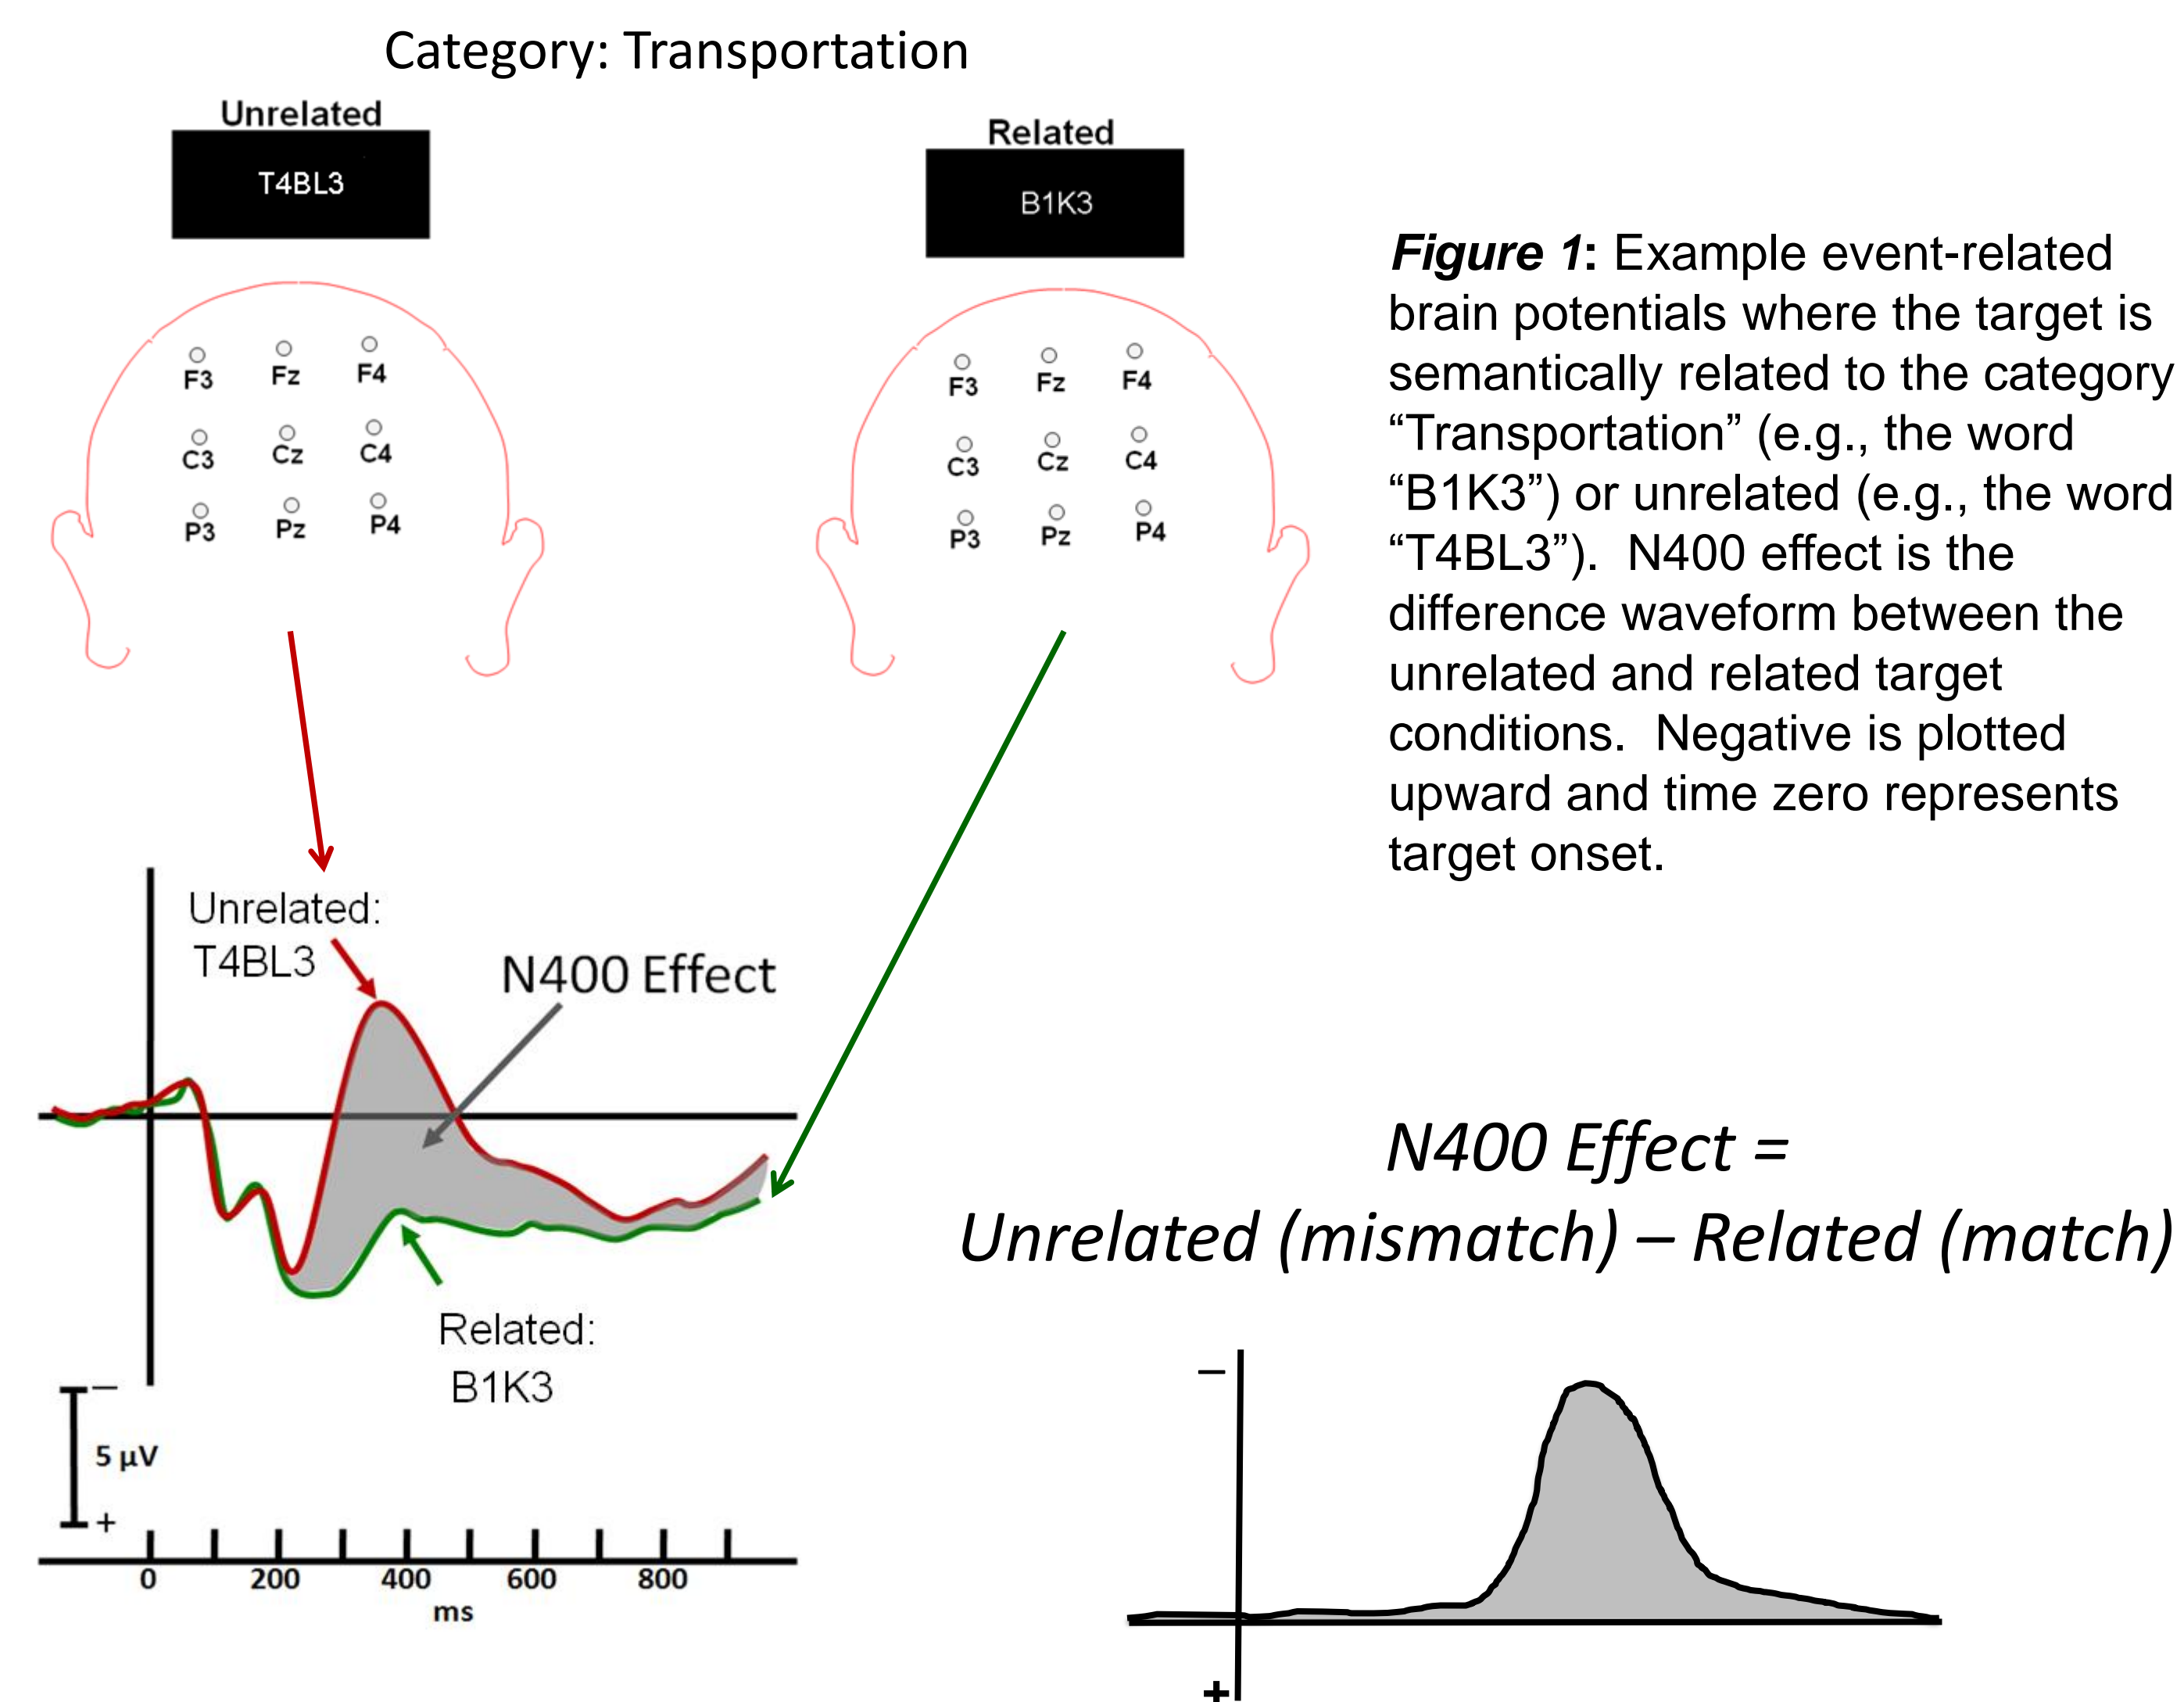 Category: Transportation
Unrelated
T4BL3
F3 Fz F4
C3 Cz C4
P3 Pz P4
Related
B1K3
F3 Fz F4
C3 Cz C4
P3 Pz P4
Figure 1: Example event-related
brain potentials where the target is
semantically related to the category
“Transportation” (e.g., the word
“B1K3”) or unrelated (e.g., the word
“T4BL3”).  N400 effect is the
difference waveform between the
unrelated and related target
conditions.  Negative is plotted
upward and time zero represents
target onset.
Unrelated:
T4BL3
N400 Effect
Related:
B1K3
–
5 µV
+
0 200 400 600 800
ms
N400 Effect =
Unrelated (mismatch) – Related (match)
–
+